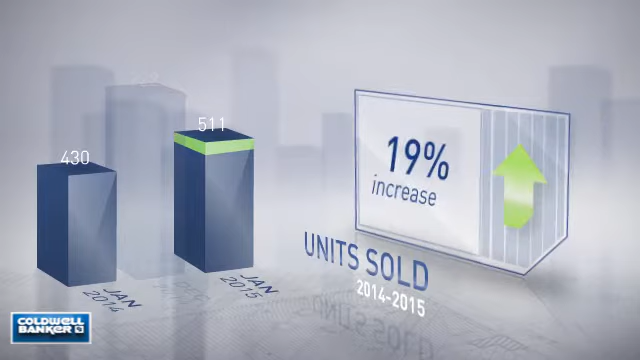 430
511
JAN
2014
JAN
2015
19%
increase
UNITS SOLD
2014-2015
COLDWELL
BANKER